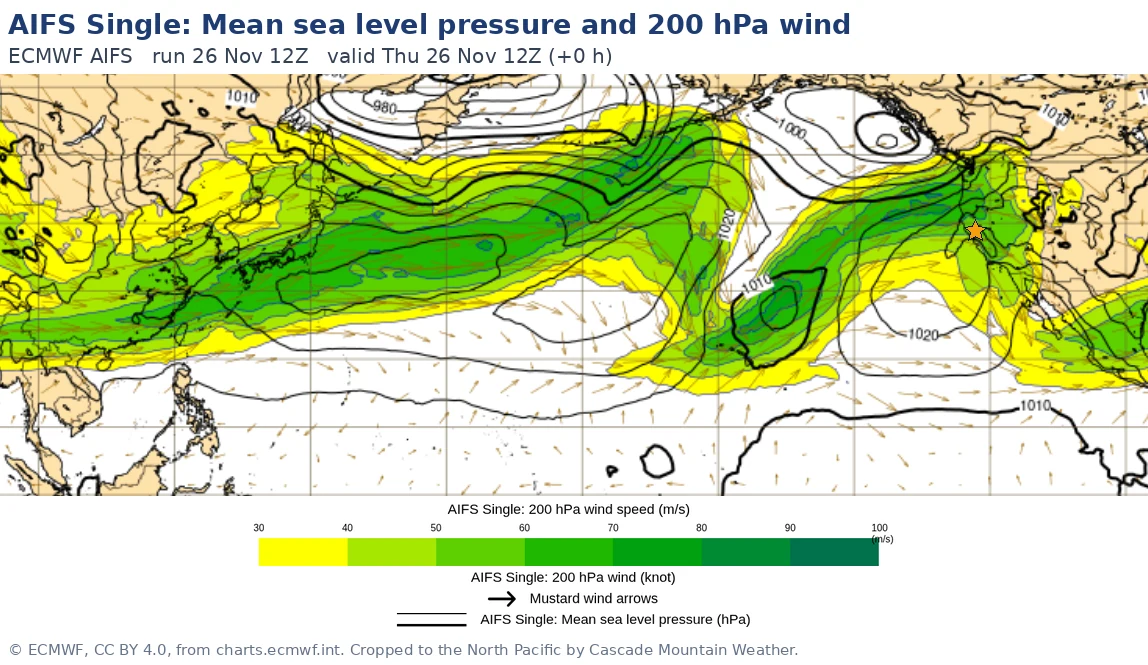 AIFS Single: Mean sea level pressure and 200 hPa wind
ECMWF AIFS   run 26 Nov 12Z   valid Thu 26 Nov 12Z (+0 h)
1010
980
1000
1010
1020
1010
1020
1010
AIFS Single: 200 hPa wind speed (m/s)
30 40 50 60 70 80 90 100
(m/s)
AIFS Single: 200 hPa wind (knot)
Mustard wind arrows
AIFS Single: Mean sea level pressure (hPa)
© ECMWF, CC BY 4.0, from charts.ecmwf.int. Cropped to the North Pacific by Cascade Mountain Weather.